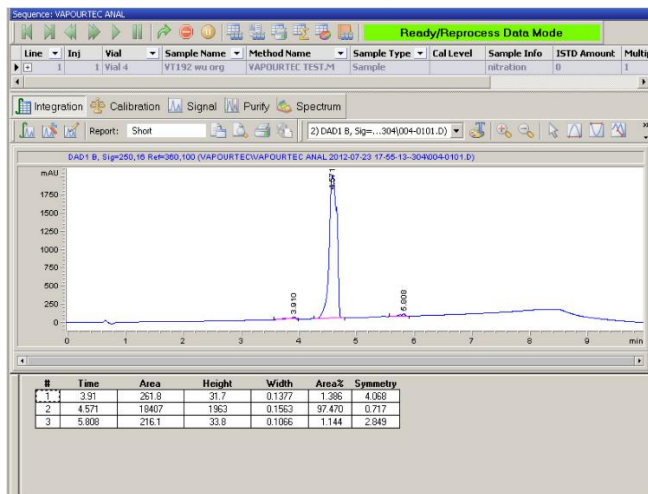 Sequence: VAPOURTEC ANAL
Ready/Reprocess Data Mode
Line Inj Vial Sample Name Method Name Sample Type Cal Level Sample Info ISTD Amount Multip
1 1 Vial 4 VT192 wu org VAPOURTEC TEST.M Sample nitration 0 1
Integration Calibration Signal Purify Spectrum
Report: Short 2) DAD1 B, Sig=...304\004-0101.D)
DAD1 B, Sig=250,16 Ref=360,100 (VAPOURTEC\VAPOURTEC ANAL 2012-07-23 17-55-13--304\004-0101.D)
mAU
1750
1500
1250
1000
750
500
250
0
4.571
3.910
5.808
0 1 2 3 4 5 6 7 8 9 min
# Time Area Height Width Area% Symmetry
1 3.91 261.8 31.7 0.1377 1.386 4.068
2 4.571 18407 1963 0.1563 97.470 0.717
3 5.808 216.1 33.8 0.1066 1.144 2.849